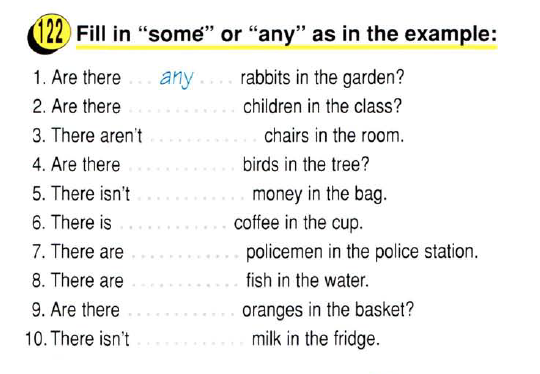 122 Fill in “some” or “any” as in the example:
1. Are there ... any .... rabbits in the garden?
2. Are there ............ children in the class?
3. There aren't ............ chairs in the room.
4. Are there ............ birds in the tree?
5. There isn't ............ money in the bag.
6. There is ............ coffee in the cup.
7. There are ............ policemen in the police station.
8. There are ............ fish in the water.
9. Are there ............ oranges in the basket?
10. There isn't ............ milk in the fridge.